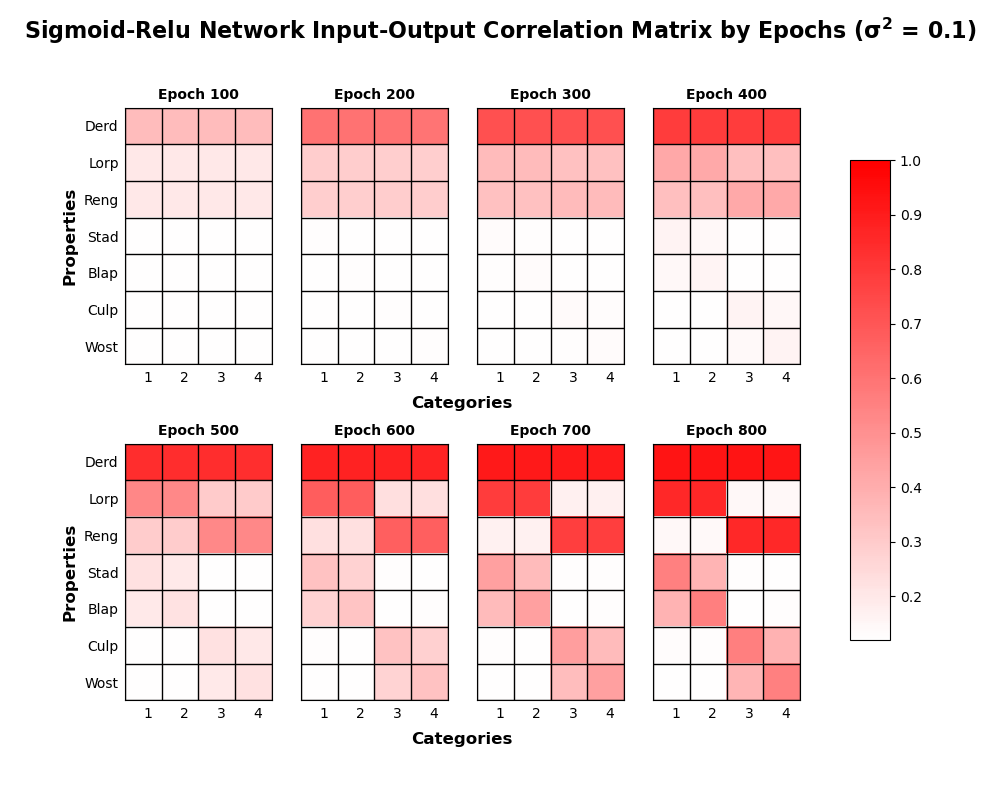 Sigmoid-Relu Network Input-Output Correlation Matrix by Epochs (σ² = 0.1)
Epoch 100 Epoch 200 Epoch 300 Epoch 400
Properties
Derd
Lorp
Reng
Stad
Blap
Culp
Wost
1 2 3 4 1 2 3 4 1 2 3 4 1 2 3 4
Categories
Epoch 500 Epoch 600 Epoch 700 Epoch 800
Properties
Derd
Lorp
Reng
Stad
Blap
Culp
Wost
1 2 3 4 1 2 3 4 1 2 3 4 1 2 3 4
Categories
1.0
0.9
0.8
0.7
0.6
0.5
0.4
0.3
0.2